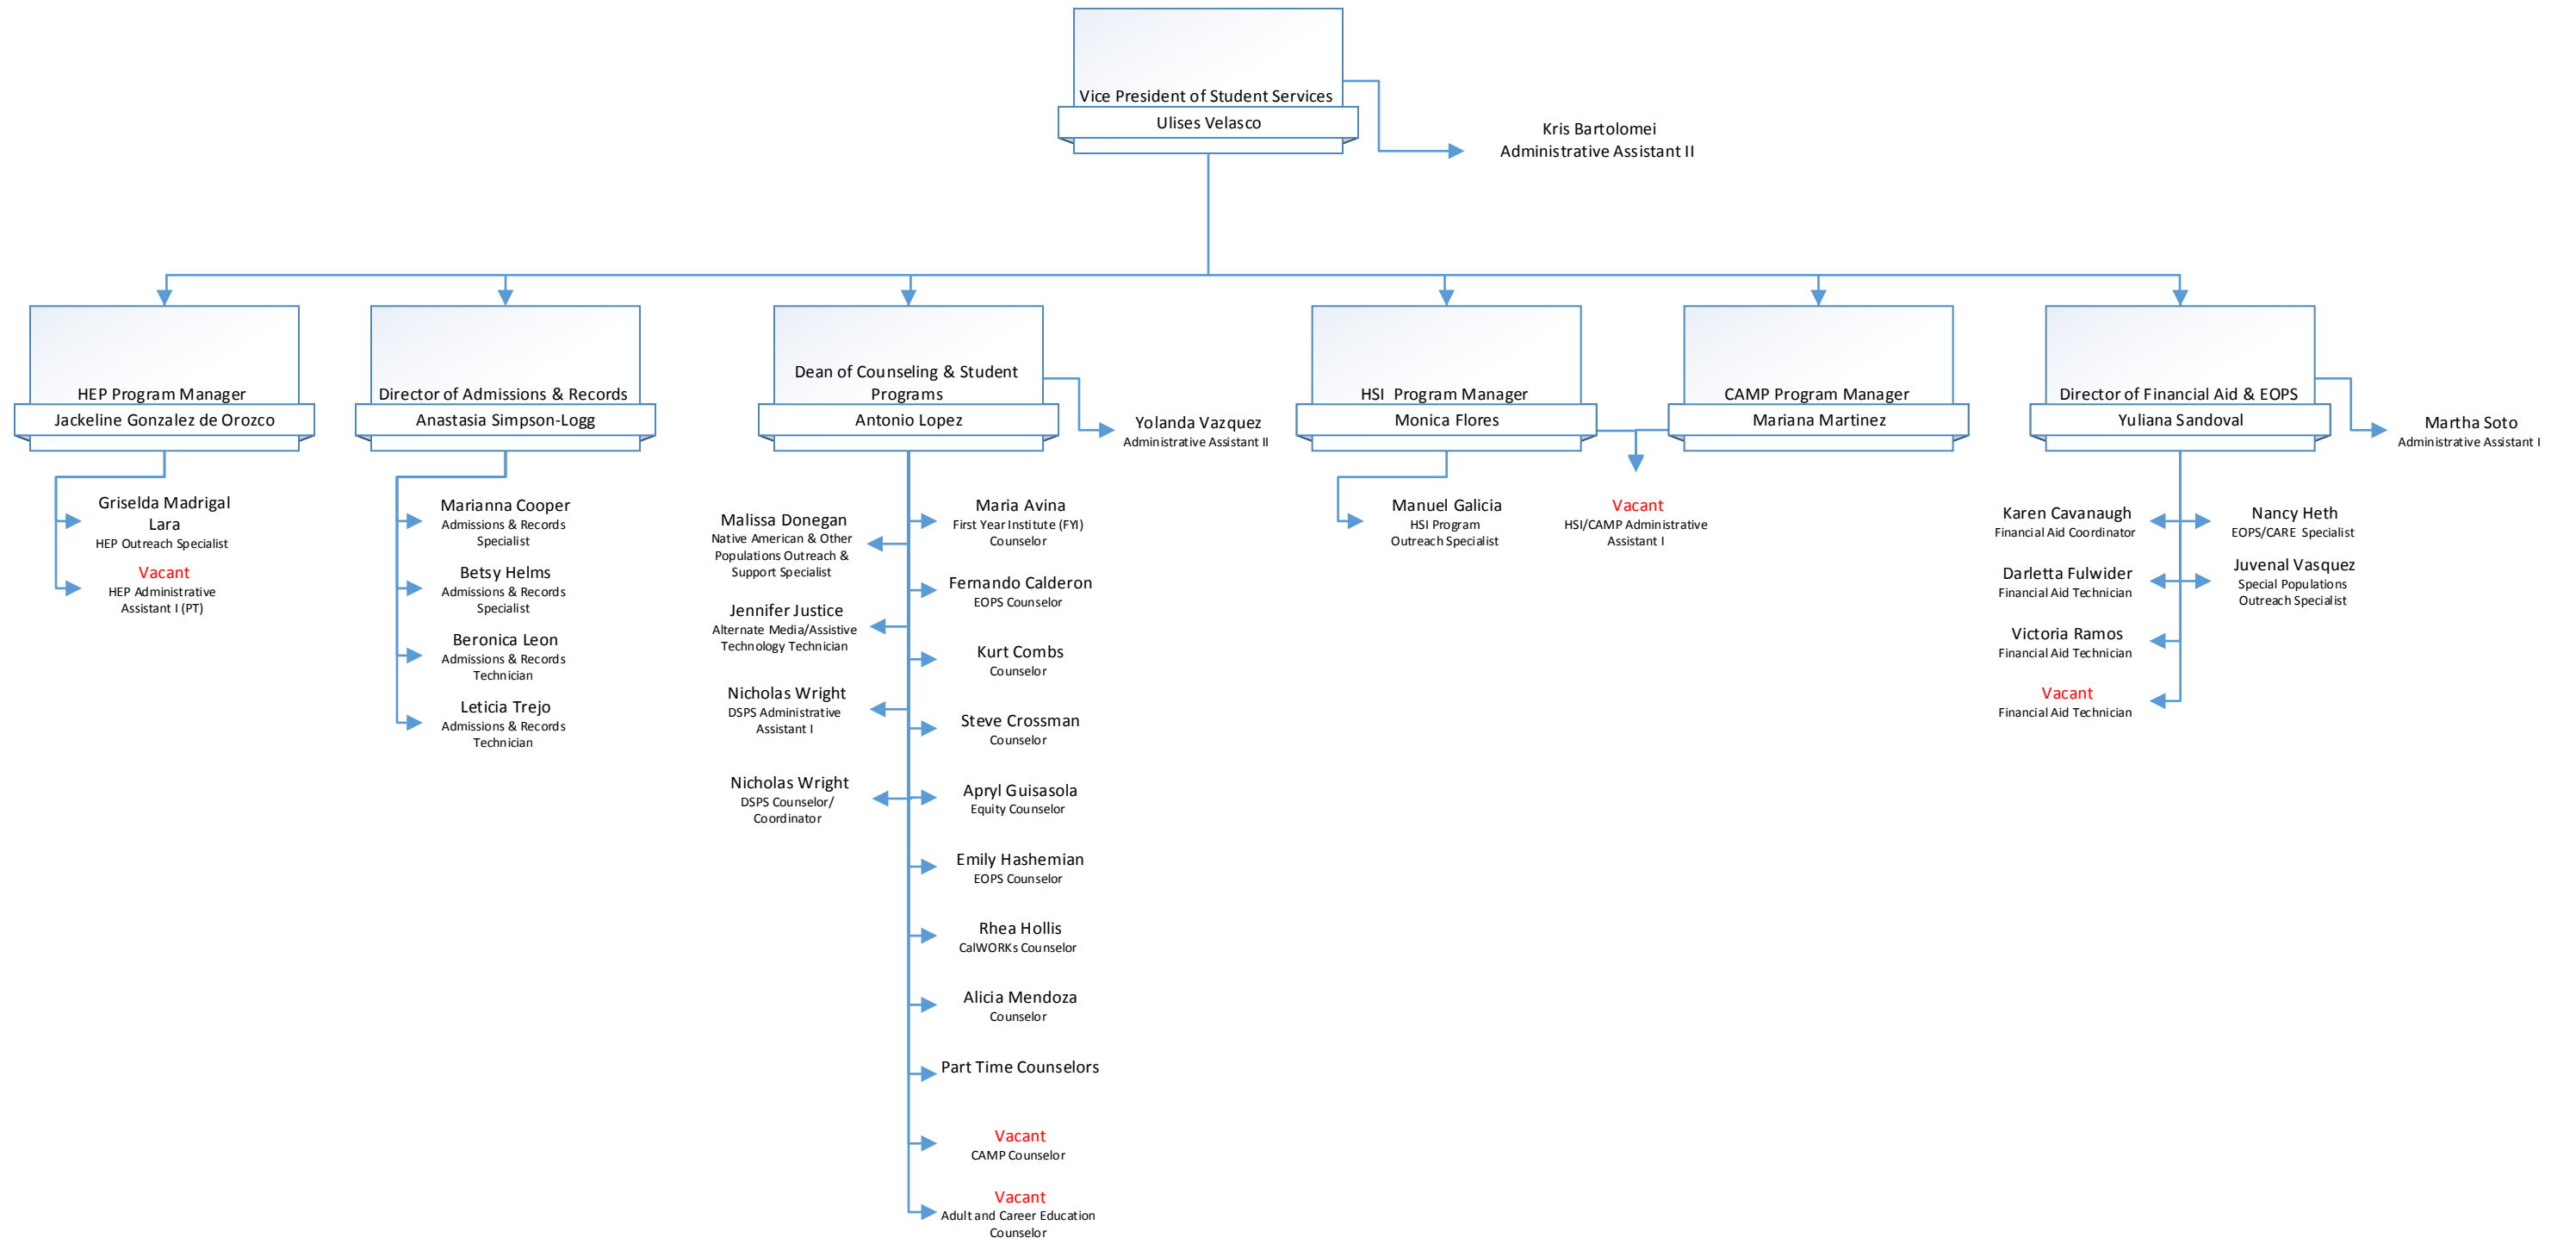 Vice President of Student Services
Ulises Velasco
Kris Bartolomei
Administrative Assistant II
HEP Program Manager
Jackeline Gonzalez de Orozco
Griselda Madrigal
Lara
HEP Outreach Specialist
Vacant
HEP Administrative
Assistant I (PT)
Director of Admissions & Records
Anastasia Simpson-Logg
Marianna Cooper
Admissions & Records
Specialist
Betsy Helms
Admissions & Records
Specialist
Beronica Leon
Admissions & Records
Technician
Leticia Trejo
Admissions & Records
Technician
Dean of Counseling & Student
Programs
Antonio Lopez
Yolanda Vazquez
Administrative Assistant II
Malissa Donegan
Native American & Other
Populations Outreach &
Support Specialist
Jennifer Justice
Alternate Media/Assistive
Technology Technician
Nicholas Wright
DSPS Administrative
Assistant I
Nicholas Wright
DSPS Counselor/
Coordinator
Maria Avina
First Year Institute (FYI)
Counselor
Fernando Calderon
EOPS Counselor
Kurt Combs
Counselor
Steve Crossman
Counselor
Apryl Guisasola
Equity Counselor
Emily Hashemian
EOPS Counselor
Rhea Hollis
CalWORKs Counselor
Alicia Mendoza
Counselor
Part Time Counselors
Vacant
CAMP Counselor
Vacant
Adult and Career Education
Counselor
HSI  Program Manager
Monica Flores
Manuel Galicia
HSI Program
Outreach Specialist
Vacant
HSI/CAMP Administrative
Assistant I
CAMP Program Manager
Mariana Martinez
Director of Financial Aid & EOPS
Yuliana Sandoval
Martha Soto
Administrative Assistant I
Karen Cavanaugh
Financial Aid Coordinator
Darletta Fulwider
Financial Aid Technician
Victoria Ramos
Financial Aid Technician
Vacant
Financial Aid Technician
Nancy Heth
EOPS/CARE  Specialist
Juvenal Vasquez
Special Populations
Outreach Specialist